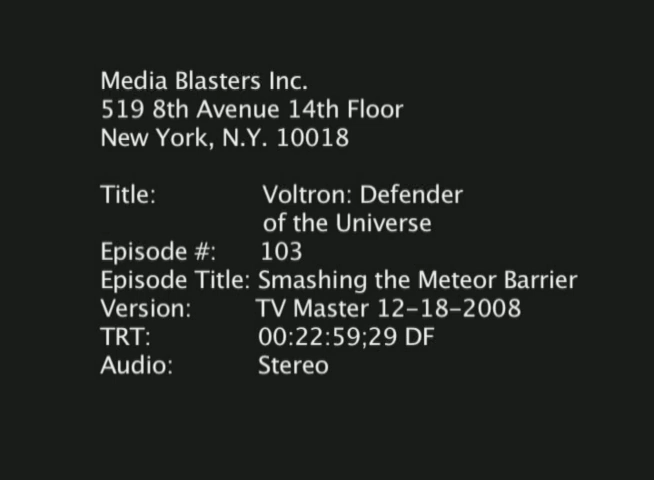 Media Blasters Inc.
519 8th Avenue 14th Floor
New York, N.Y. 10018
Title: Voltron: Defender
of the Universe
Episode #: 103
Episode Title: Smashing the Meteor Barrier
Version: TV Master 12-18-2008
TRT: 00:22:59;29 DF
Audio: Stereo